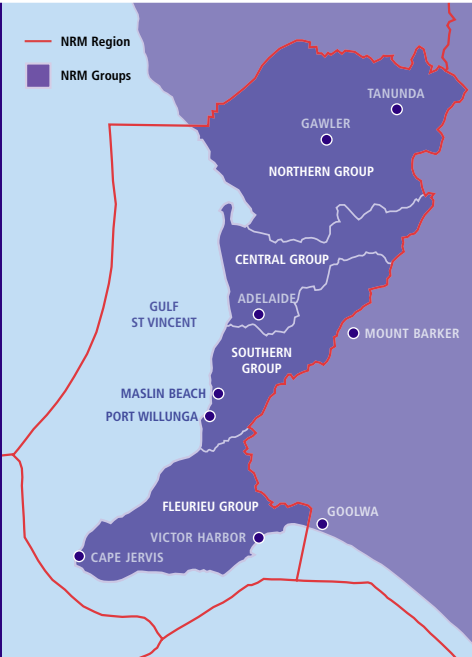 NRM Region
NRM Groups
TANUNDA
GAWLER
NORTHERN GROUP
CENTRAL GROUP
ADELAIDE
GULF
ST VINCENT
MOUNT BARKER
SOUTHERN
GROUP
MASLIN BEACH
PORT WILLUNGA
FLEURIEU GROUP
GOOLWA
VICTOR HARBOR
CAPE JERVIS